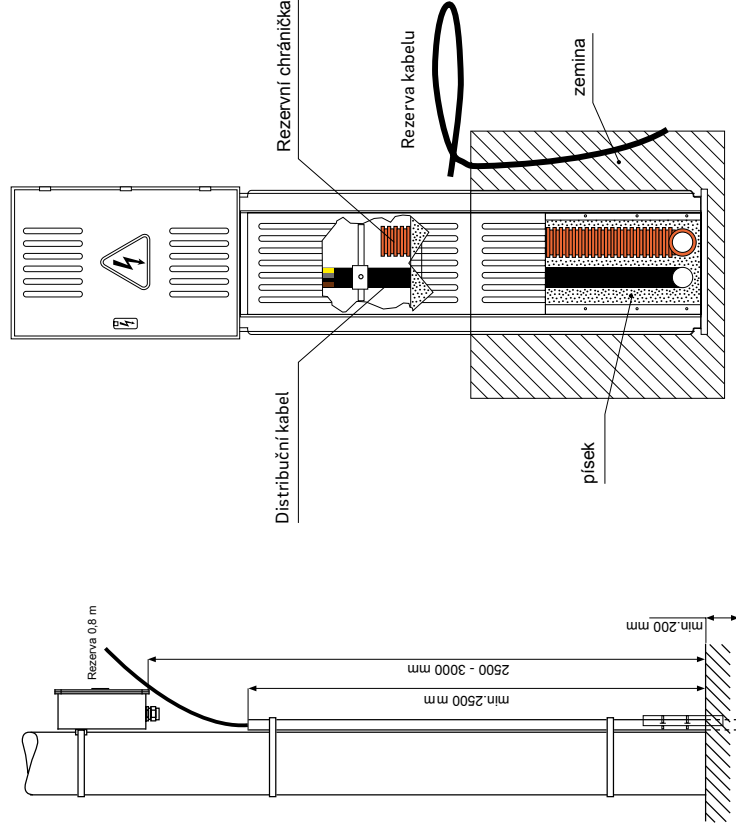 Rezervní chránička
Rezerva kabelu
zemina
Distribuční kabel
písek
Rezerva 0,8 m
2500 - 3000 mm
min.2500 mm
min.200 mm